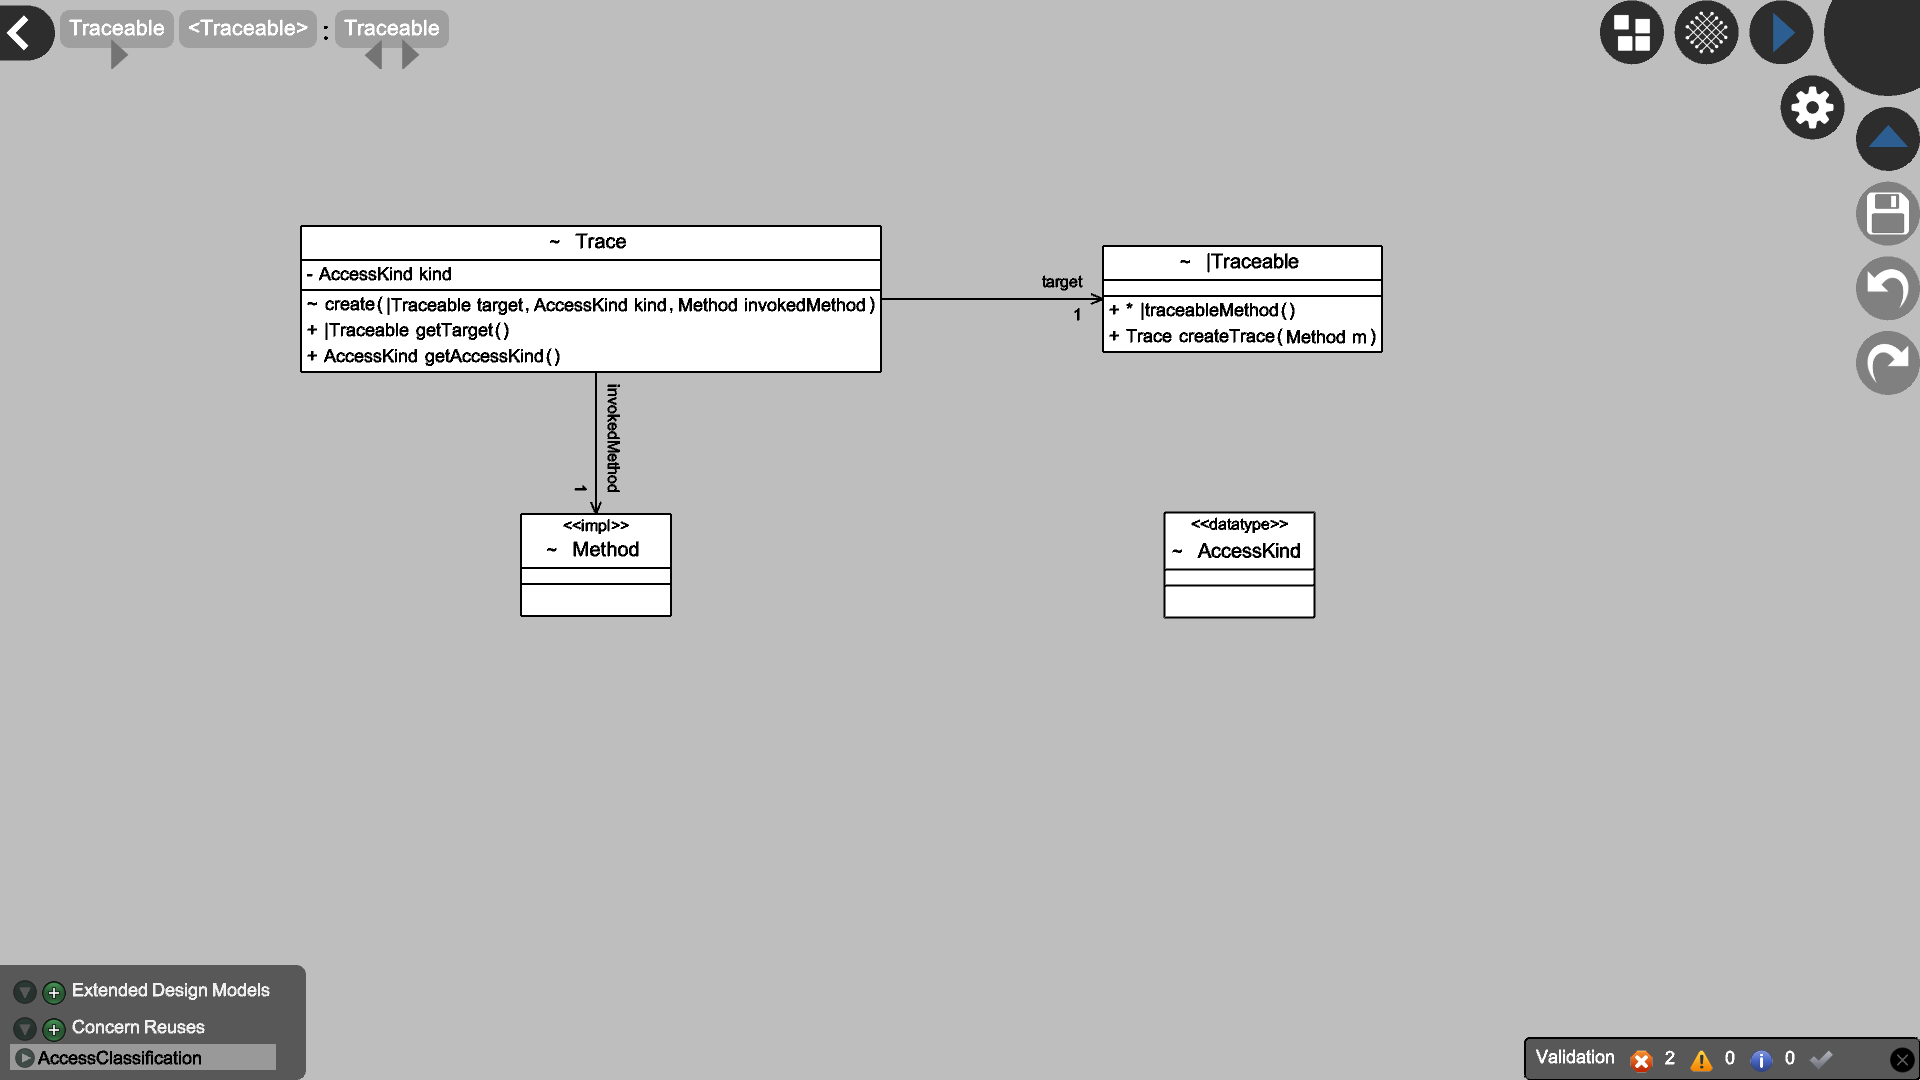 Traceable <Traceable> : Traceable
~ Trace
- AccessKind kind
~ create(|Traceable target, AccessKind kind, Method invokedMethod)
+ |Traceable getTarget()
+ AccessKind getAccessKind()
target
1
~ |Traceable
+ * |traceableMethod()
+ Trace createTrace(Method m)
invokedMethod
1
<<impl>>
~ Method
<<datatype>>
~ AccessKind
Extended Design Models
Concern Reuses
AccessClassification
Validation 2 0 0